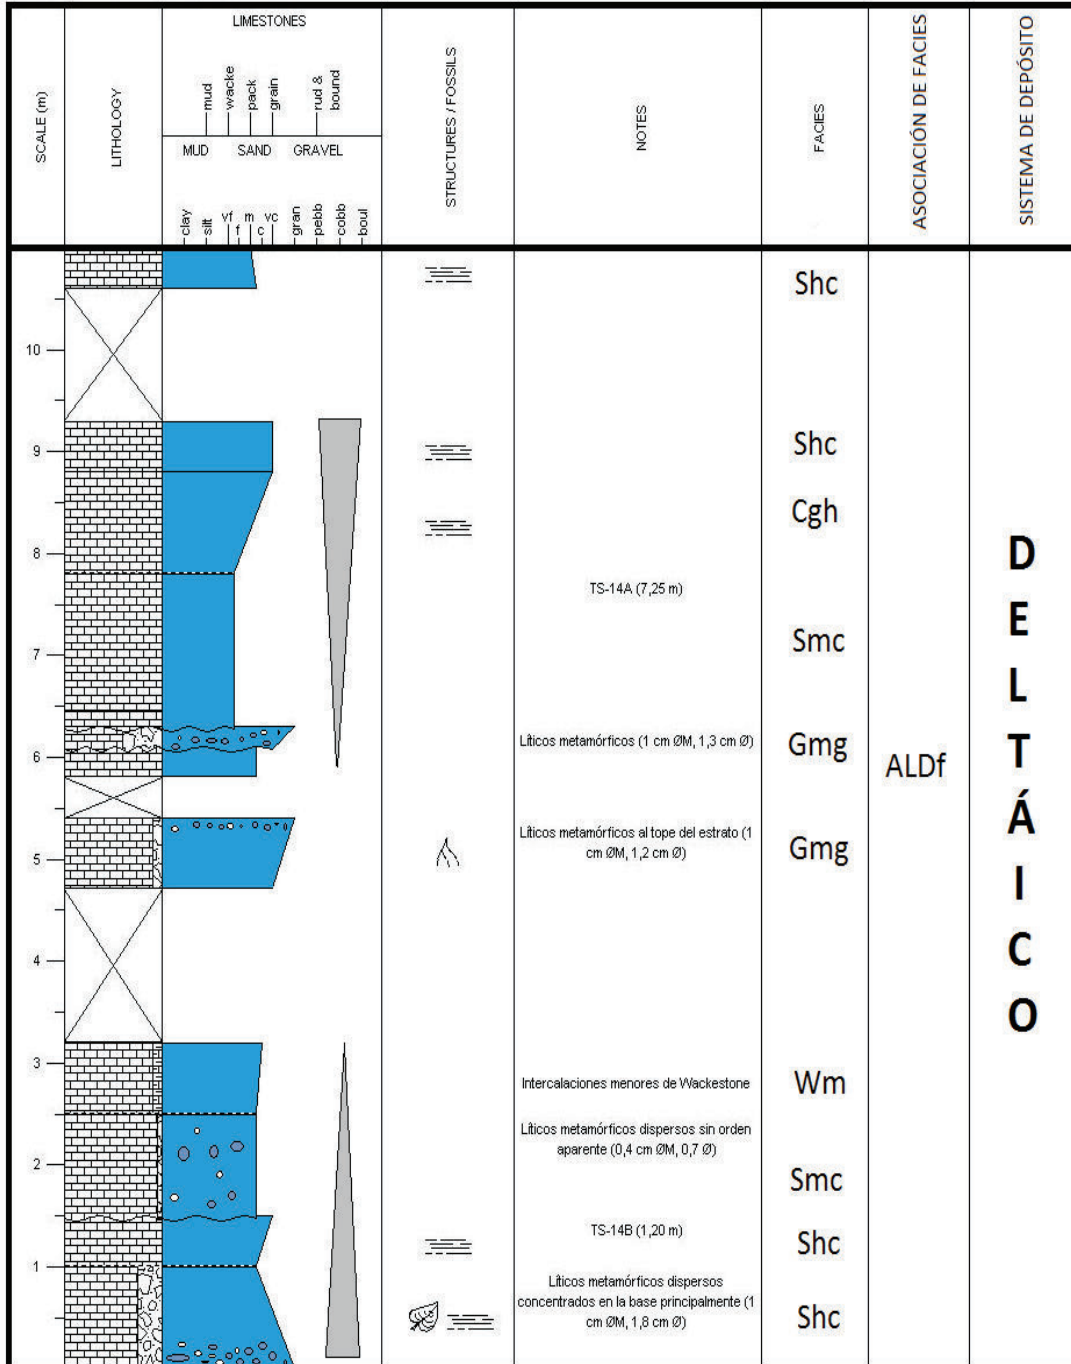 LIMESTONES
SCALE (m)
LITHOLOGY
mud
wacke
pack
grain
rud &
bound
MUD SAND GRAVEL
clay
silt
vf
f
m
c
vc
gran
pebb
cobb
boul
STRUCTURES / FOSSILS
NOTES
FACIES
ASOCIACIÓN DE FACIES
SISTEMA DE DEPÓSITO
Shc
10
9
Shc
Cgh
8
TS-14A (7,25 m)
Smc
7
Líticos metamórficos (1 cm ØM, 1,3 cm Ø)
Gmg
6
ALDf
Líticos metamórficos al tope del estrato (1
cm ØM, 1,2 cm Ø)
Gmg
5
4
3
Intercalaciones menores de Wackestone
Wm
Líticos metamórficos dispersos sin orden
aparente (0,4 cm ØM, 0,7 Ø)
2
Smc
TS-14B (1,20 m)
Shc
1
Líticos metamórficos dispersos
concentrados en la base principalmente (1
cm ØM, 1,8 cm Ø)
Shc
DELTÁICO